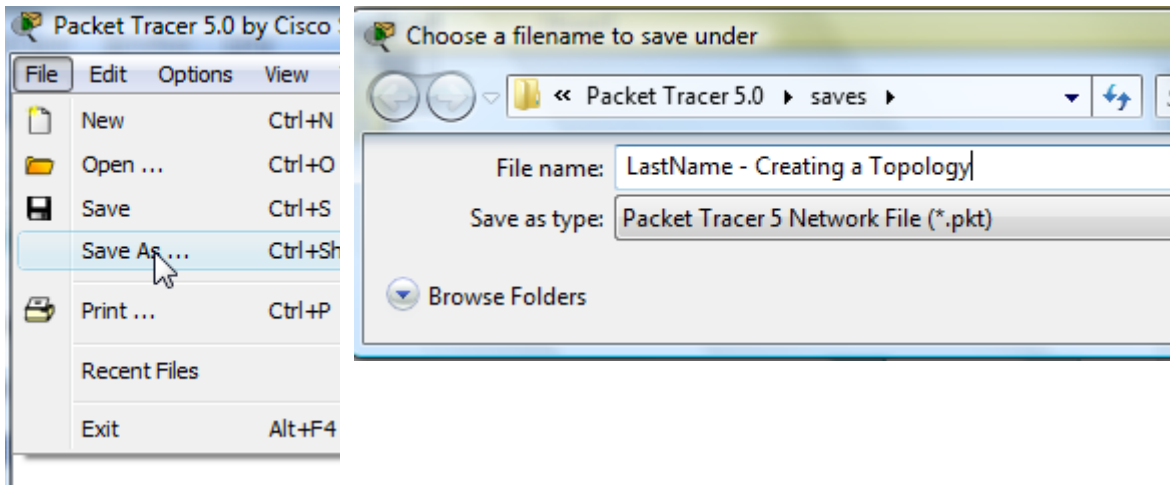 Packet Tracer 5.0 by Cisco
File Edit Options View
New Ctrl+N
Open ... Ctrl+O
Save Ctrl+S
Save As ... Ctrl+Sh
Print ... Ctrl+P
Recent Files
Exit Alt+F4
Choose a filename to save under
« Packet Tracer 5.0 saves
File name: LastName - Creating a Topology
Save as type: Packet Tracer 5 Network File (*.pkt)
Browse Folders